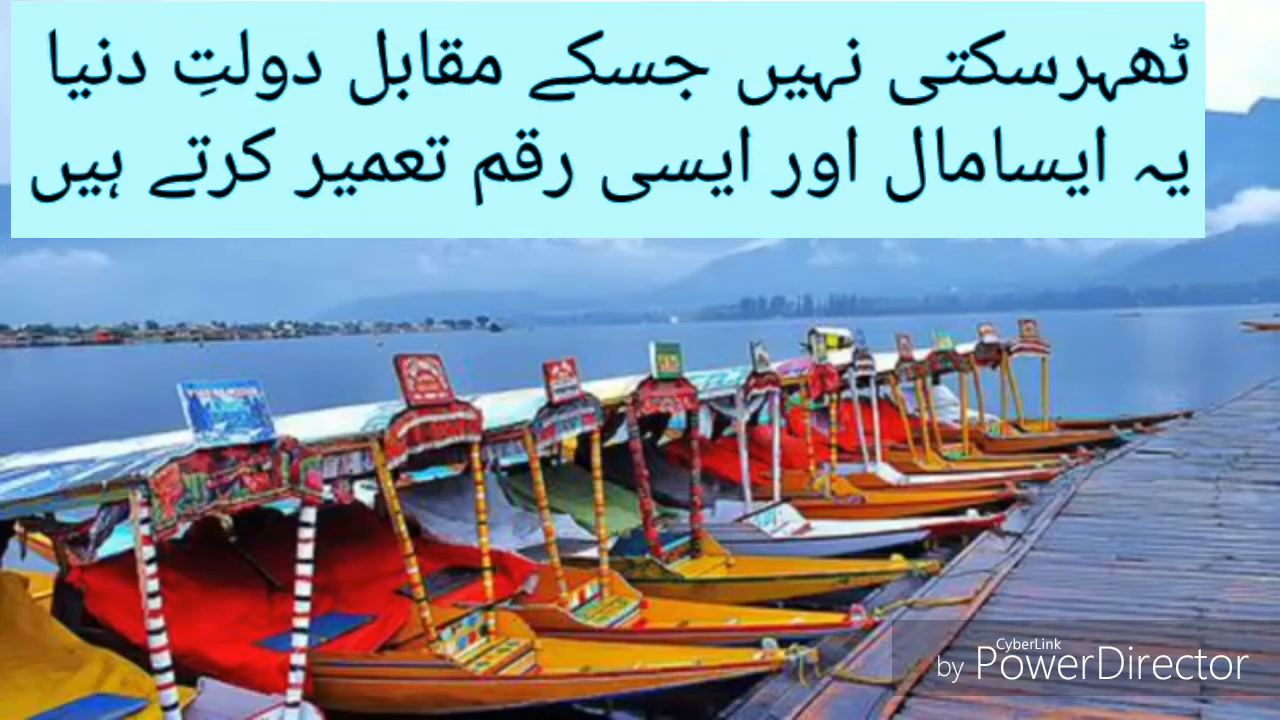 ٹھہرسکتی نہیں جسکے مقابل دولتِ دنیا
یہ ایسامال اور ایسی رقم تعمیر کرتے ہیں
CyberLink
by PowerDirector